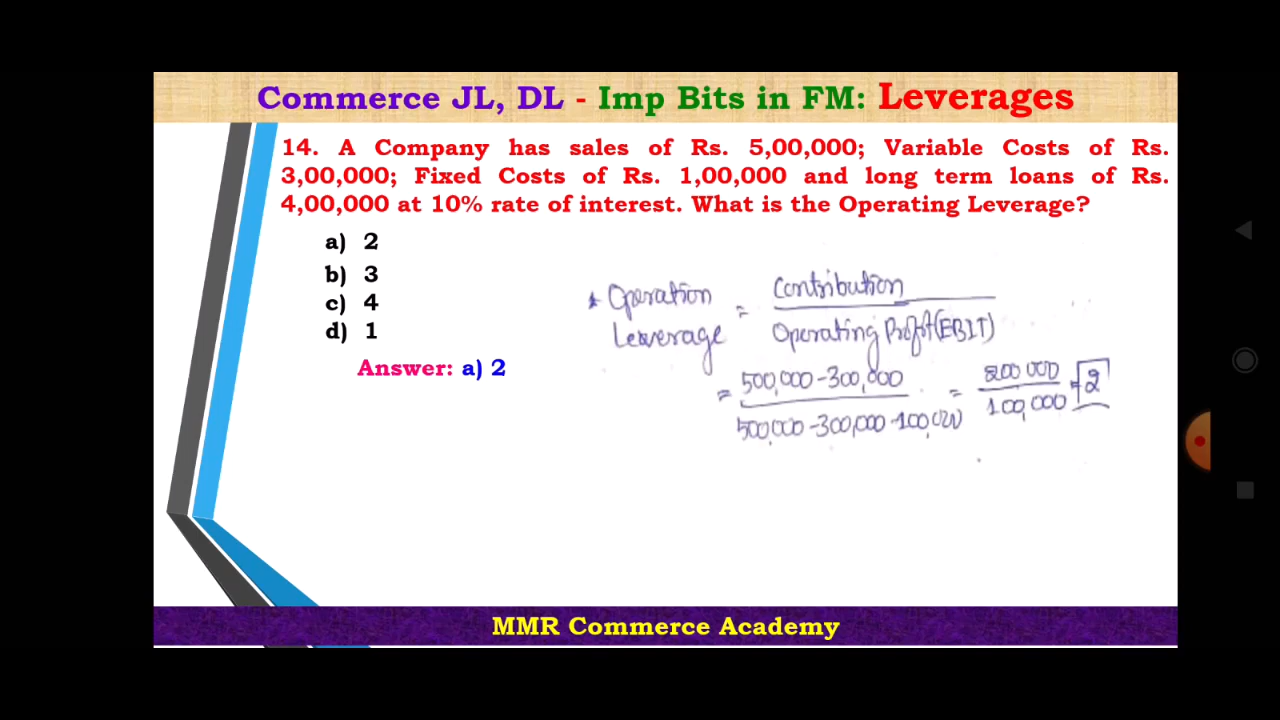 Commerce JL, DL - Imp Bits in FM: Leverages
14. A Company has sales of Rs. 5,00,000; Variable Costs of Rs.
3,00,000; Fixed Costs of Rs. 1,00,000 and long term loans of Rs.
4,00,000 at 10% rate of interest. What is the Operating Leverage?
a) 2
b) 3
c) 4
d) 1
Answer: a) 2
Operation Leverage = Contribution
Operating Profit (EBIT)
= 500,000 - 300,000
500,000 - 300,000 - 100,000
= 200 000
100,000
= 2
MMR Commerce Academy